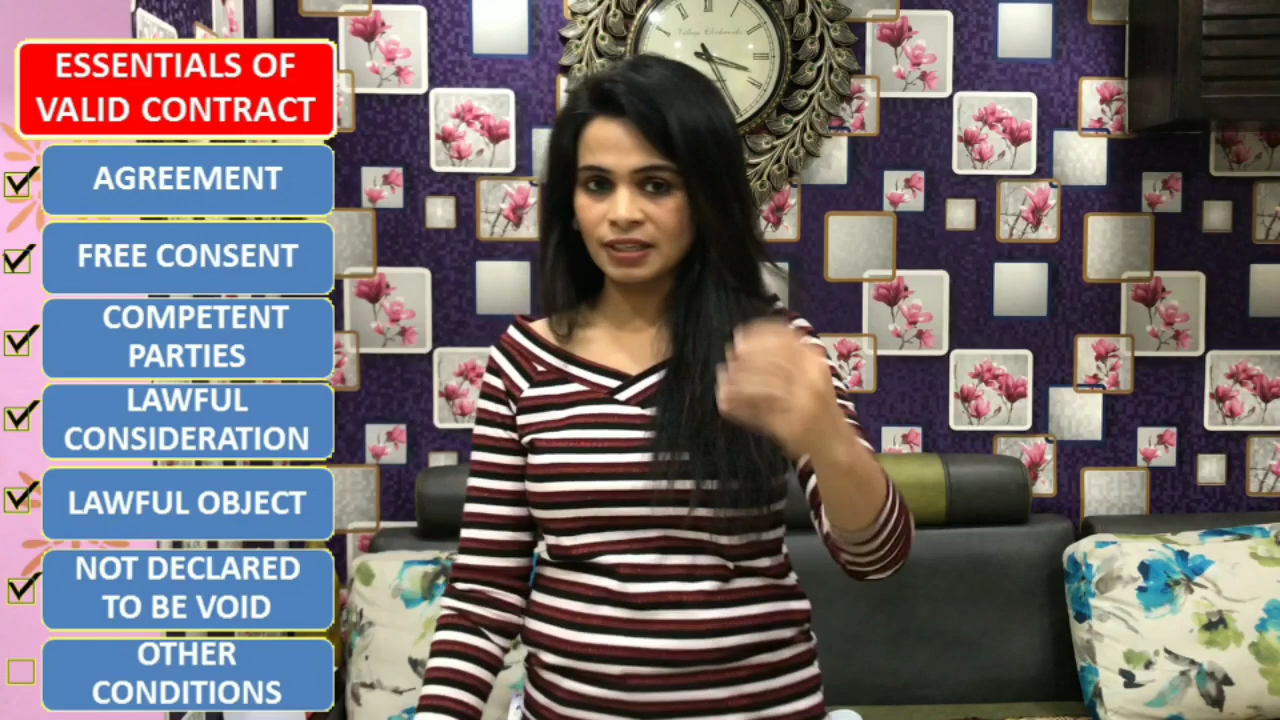 ESSENTIALS OF
VALID CONTRACT
AGREEMENT
FREE CONSENT
COMPETENT
PARTIES
LAWFUL
CONSIDERATION
LAWFUL OBJECT
NOT DECLARED
TO BE VOID
OTHER
CONDITIONS